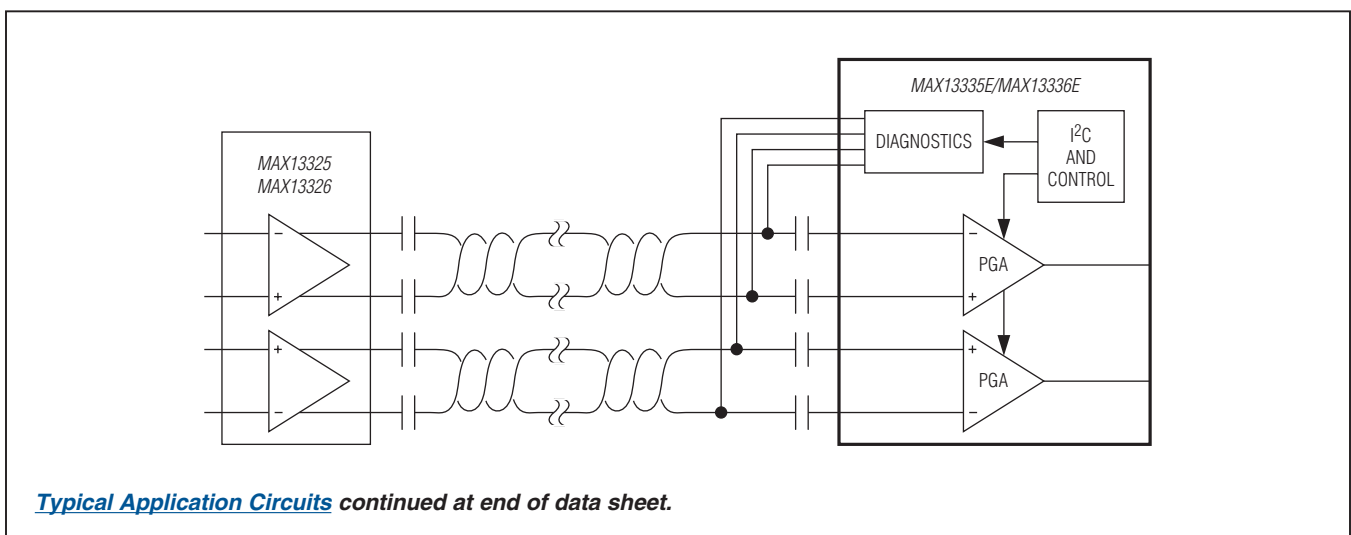 MAX13335E/MAX13336E
DIAGNOSTICS
I2C
AND
CONTROL
MAX13325
MAX13326
−
PGA
+
−
+
+
PGA
−
+
−
Typical Application Circuits continued at end of data sheet.